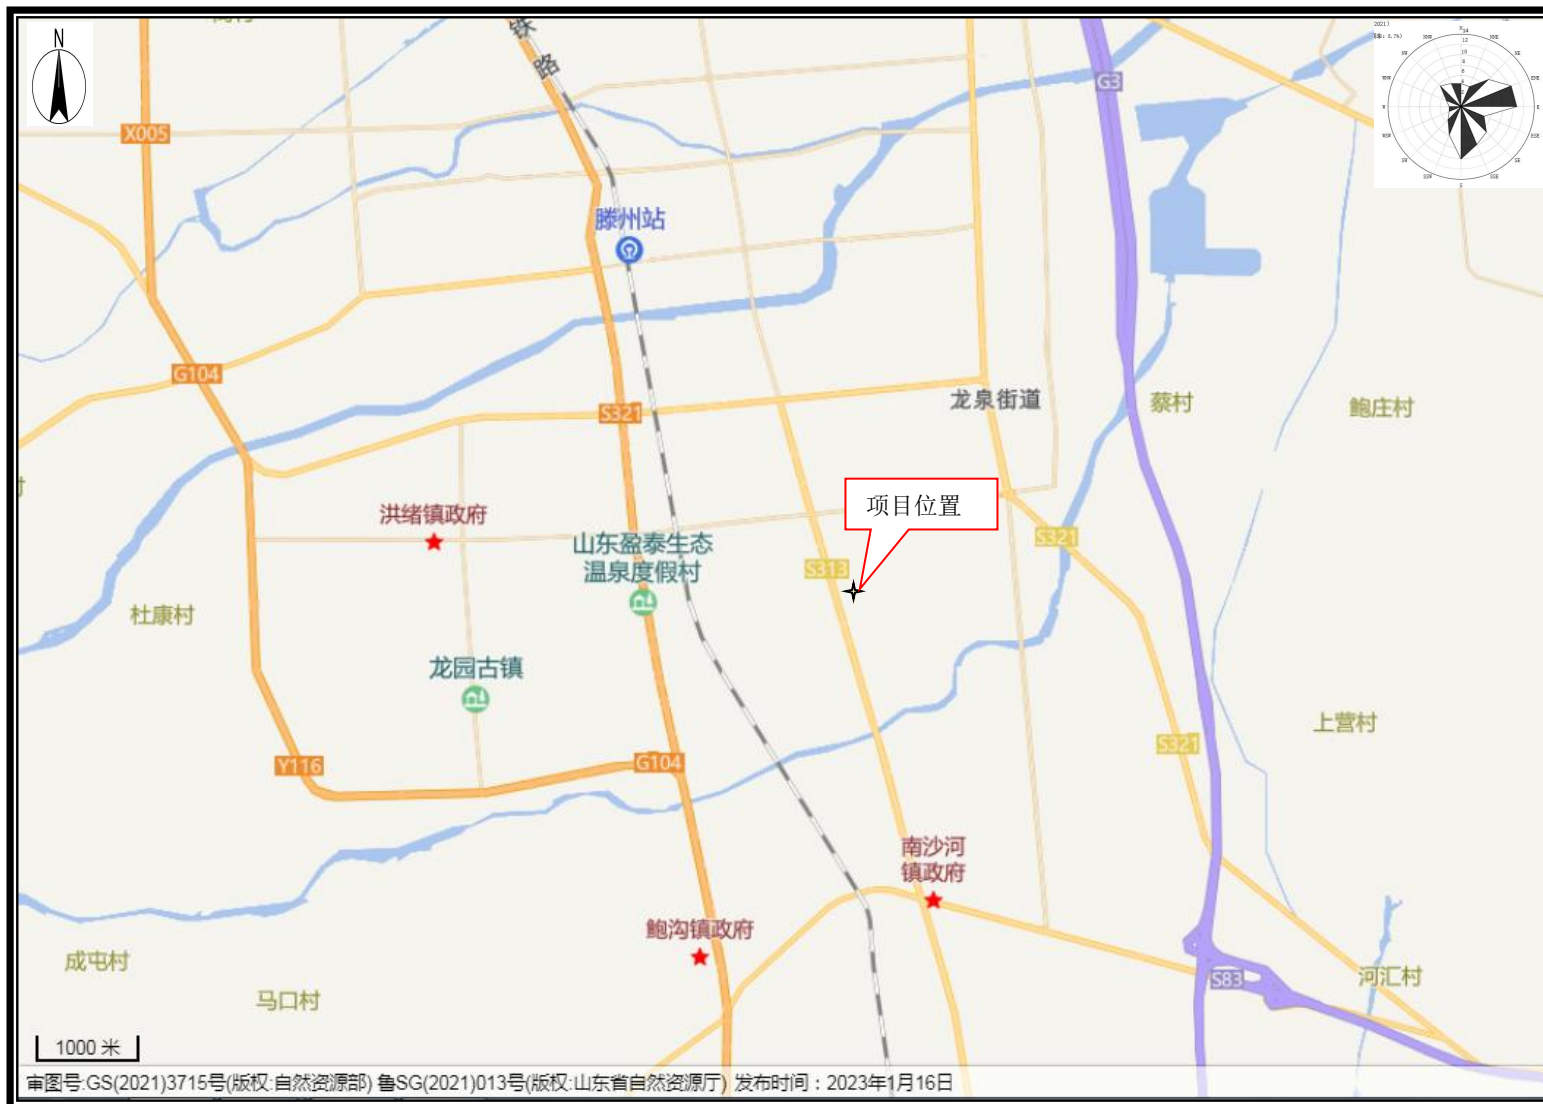 N
铁
路
G3
X005
滕州站
G104
S321
龙泉街道
蔡村
鲍庄村
洪绪镇政府
项目位置
山东盈泰生态
温泉度假村
S313
S321
杜康村
龙园古镇
上营村
S321
Y116
G104
南沙河
镇政府
鲍沟镇政府
成屯村
马口村
S83
河汇村
1000 米
审图号:GS(2021)3715号(版权:自然资源部) 鲁SG(2021)013号(版权:山东省自然资源厅) 发布时间：2023年1月16日